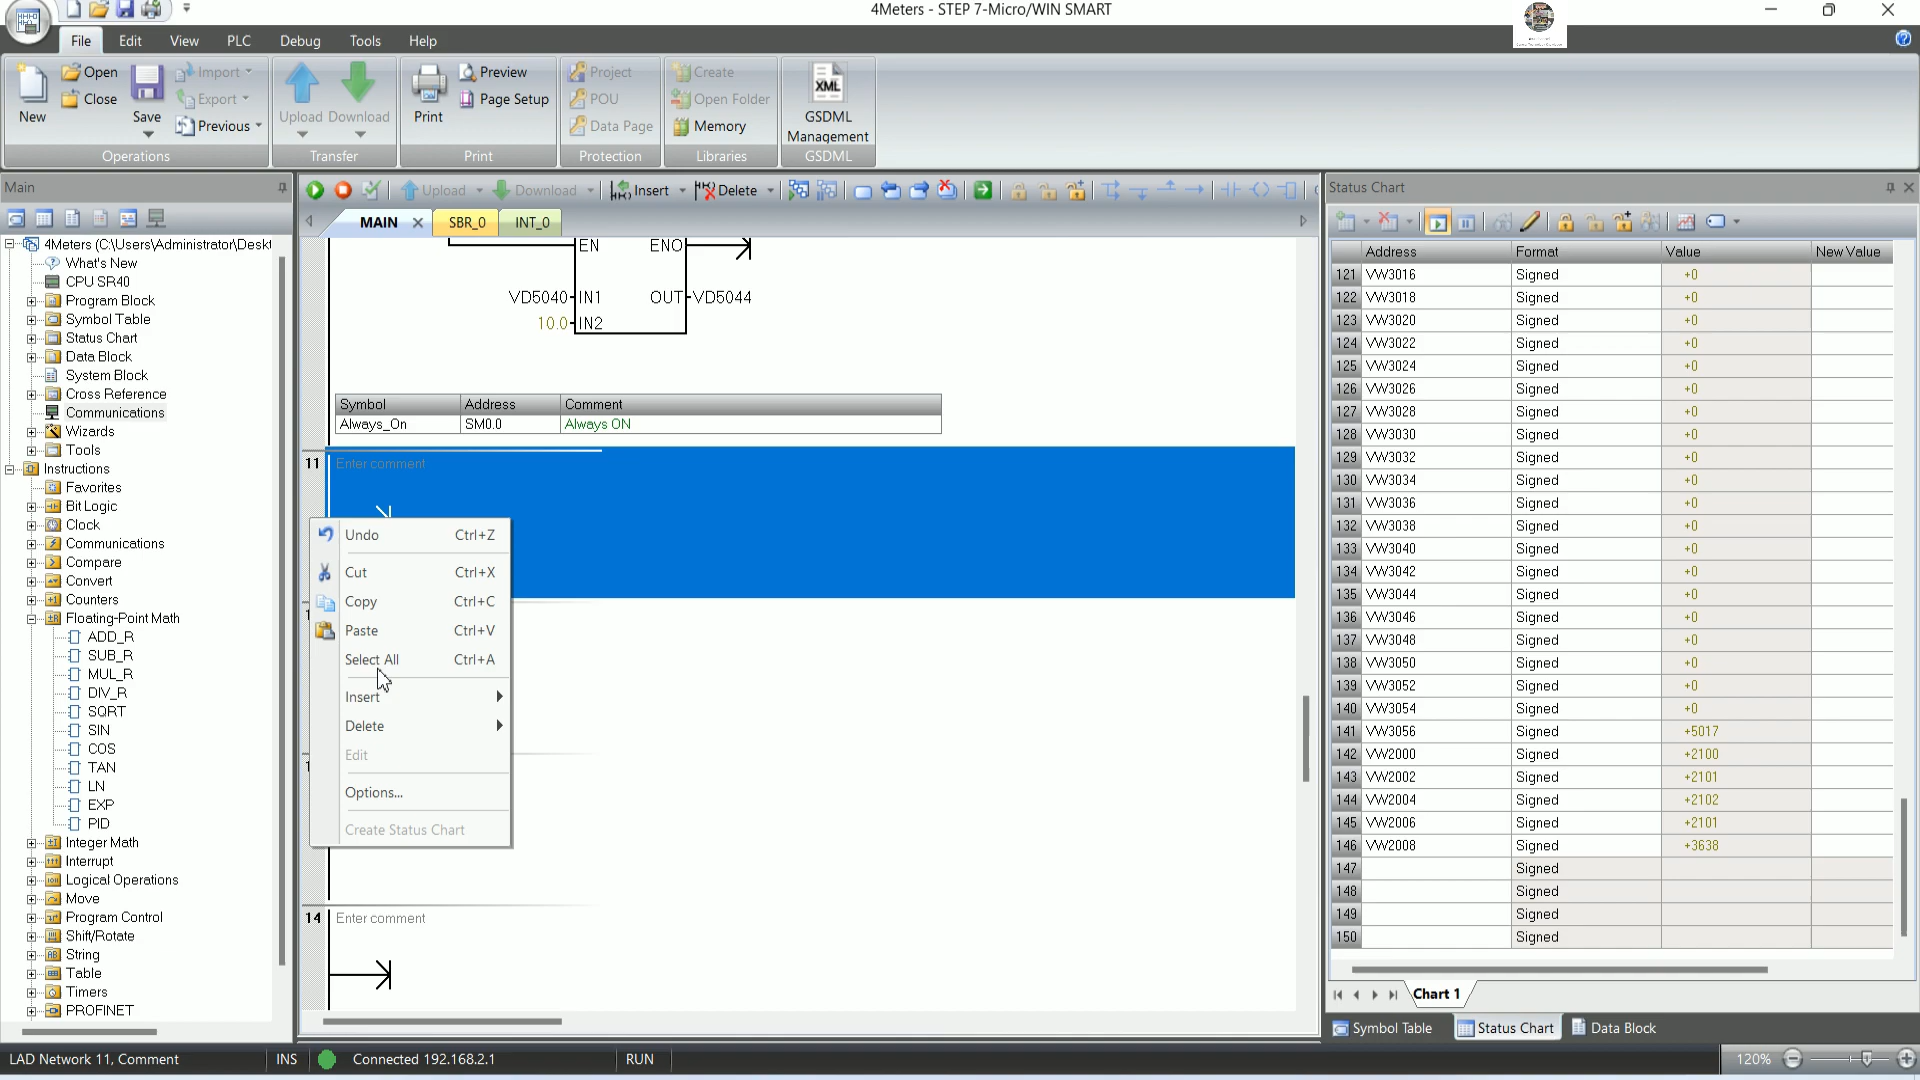 4Meters - STEP 7-Micro/WIN SMART
File Edit View PLC Debug Tools Help
New Open Close Save Import Export Previous
Upload Download
Print Preview Page Setup
Project POU Data Page
Create Open Folder Memory
XML GSDML Management
Operations Transfer Print Protection Libraries GSDML
Main
4Meters (C:\Users\Administrator\Deskt
What's New
CPU SR40
Program Block
Symbol Table
Status Chart
Data Block
System Block
Cross Reference
Communications
Wizards
Tools
Instructions
Favorites
Bit Logic
Clock
Communications
Compare
Convert
Counters
Floating-Point Math
ADD_R
SUB_R
MUL_R
DIV_R
SQRT
SIN
COS
TAN
LN
EXP
PID
Integer Math
Interrupt
Logical Operations
Move
Program Control
Shift/Rotate
String
Table
Timers
PROFINET
Upload Download Insert Delete
MAIN SBR_0 INT_0
EN ENO
VD5040 IN1 OUT VD5044
10.0 IN2
Symbol Address Comment
Always_On SM0.0 Always ON
11 Enter comment
Undo Ctrl+Z
Cut Ctrl+X
Copy Ctrl+C
Paste Ctrl+V
Select All Ctrl+A
Insert
Delete
Edit
Options...
Create Status Chart
14 Enter comment
Status Chart
Address Format Value New Value
121 VW3016 Signed +0
122 VW3018 Signed +0
123 VW3020 Signed +0
124 VW3022 Signed +0
125 VW3024 Signed +0
126 VW3026 Signed +0
127 VW3028 Signed +0
128 VW3030 Signed +0
129 VW3032 Signed +0
130 VW3034 Signed +0
131 VW3036 Signed +0
132 VW3038 Signed +0
133 VW3040 Signed +0
134 VW3042 Signed +0
135 VW3044 Signed +0
136 VW3046 Signed +0
137 VW3048 Signed +0
138 VW3050 Signed +0
139 VW3052 Signed +0
140 VW3054 Signed +0
141 VW3056 Signed +5017
142 VW2000 Signed +2100
143 VW2002 Signed +2101
144 VW2004 Signed +2102
145 VW2006 Signed +2101
146 VW2008 Signed +3638
147 Signed
148 Signed
149 Signed
150 Signed
Chart 1
Symbol Table Status Chart Data Block
LAD Network 11, Comment INS Connected 192.168.2.1 RUN 120%